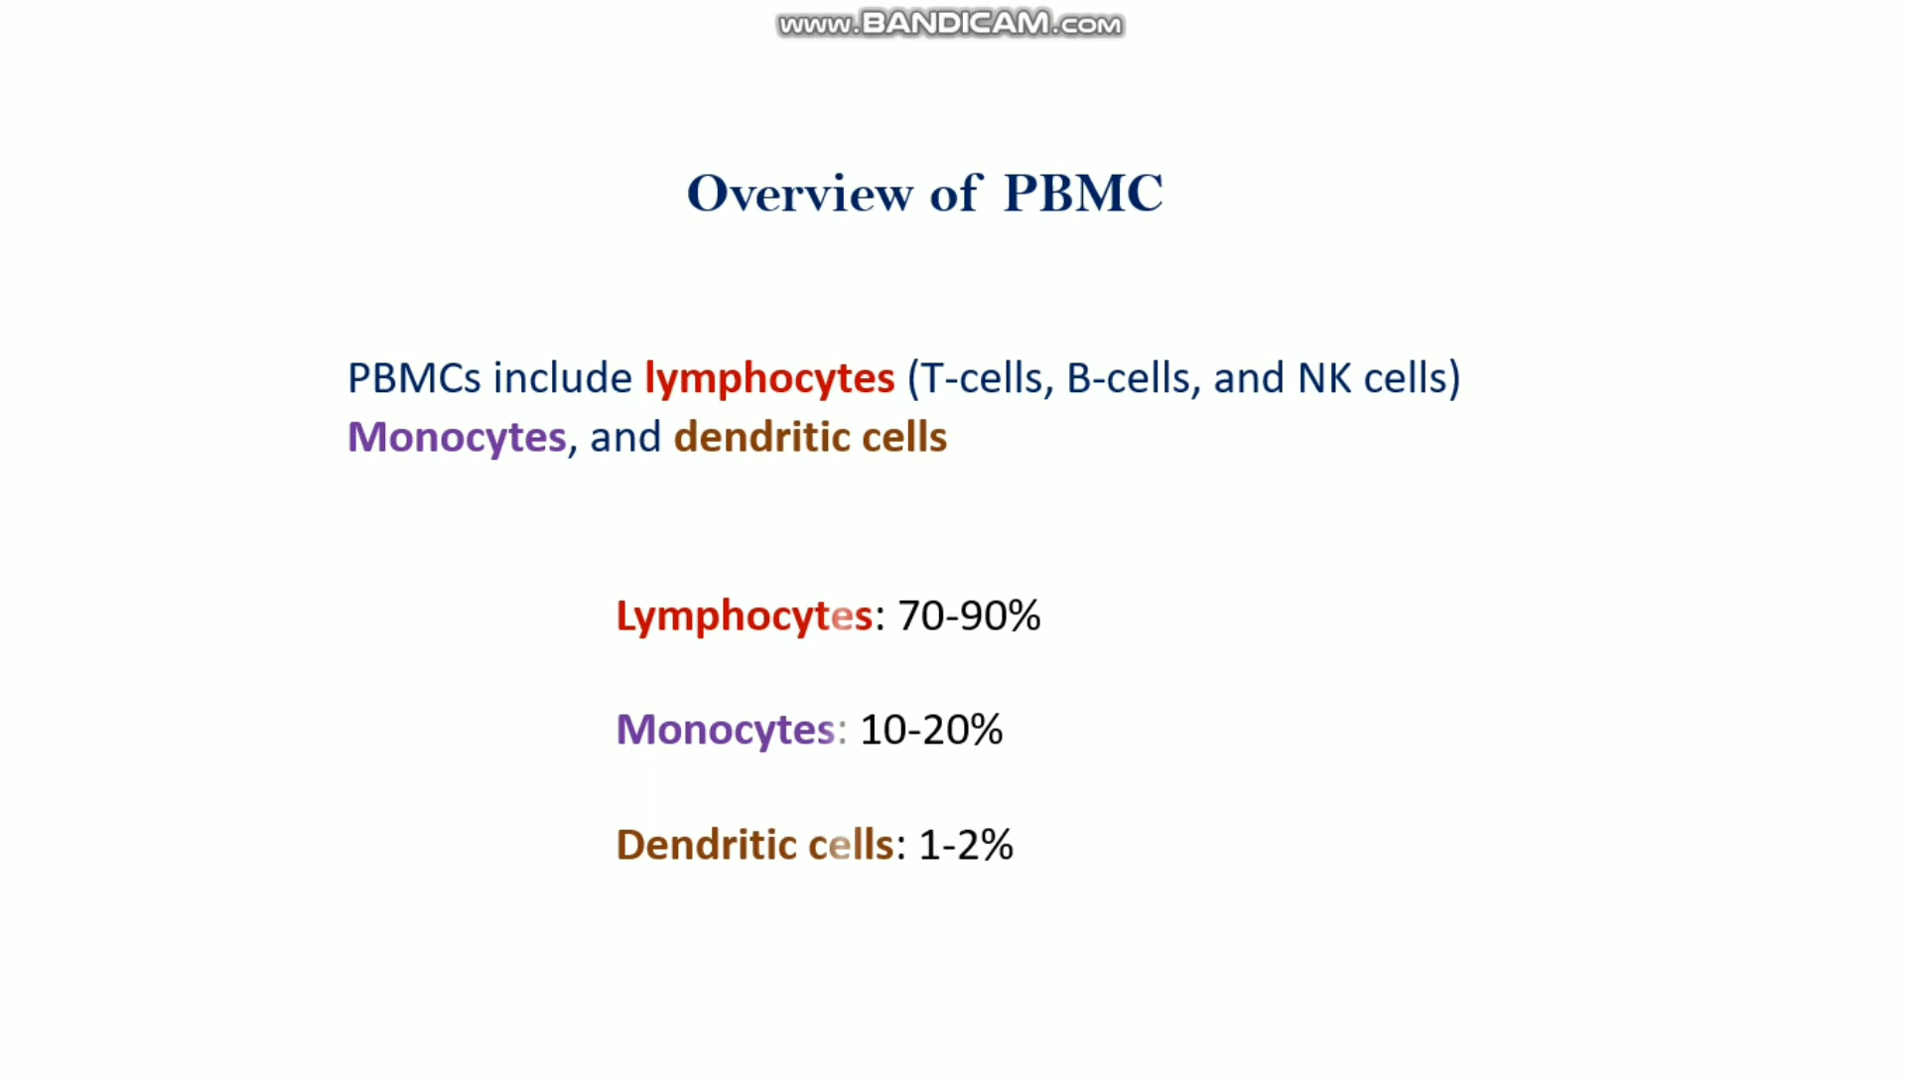 www.BANDICAM.com
Overview of PBMC
PBMCs include lymphocytes (T-cells, B-cells, and NK cells)
Monocytes, and dendritic cells
Lymphocytes: 70-90%
Monocytes: 10-20%
Dendritic cells: 1-2%